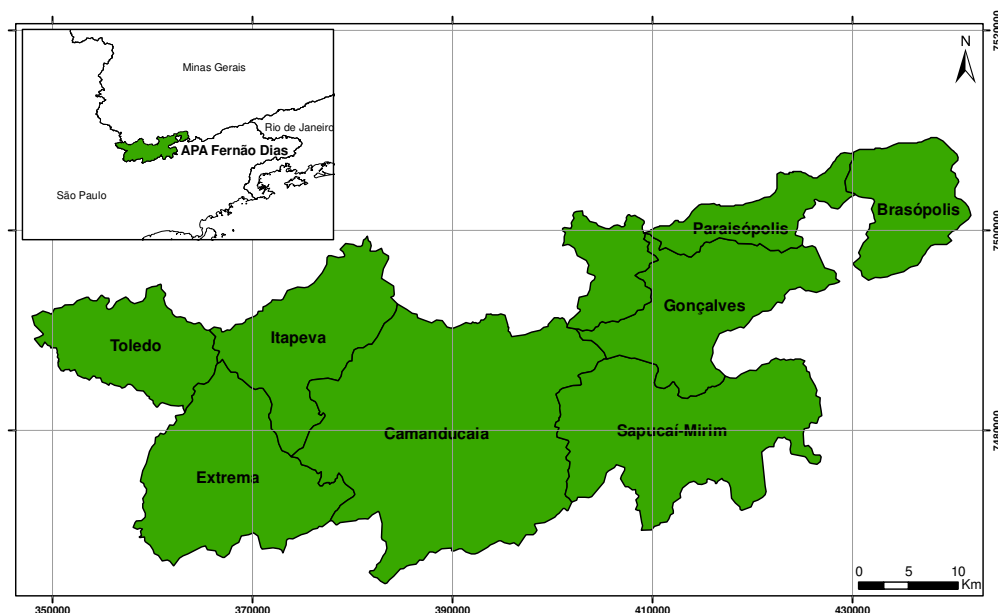 Minas Gerais
Rio de Janeiro
APA Fernão Dias
São Paulo
N
7520000
Brasópolis
Paraisópolis
7500000
Gonçalves
Itapeva
Toledo
Camanducaia
Sapucaí-Mirim
7480000
Extrema
0 5 10
Km
350000 370000 390000 410000 430000